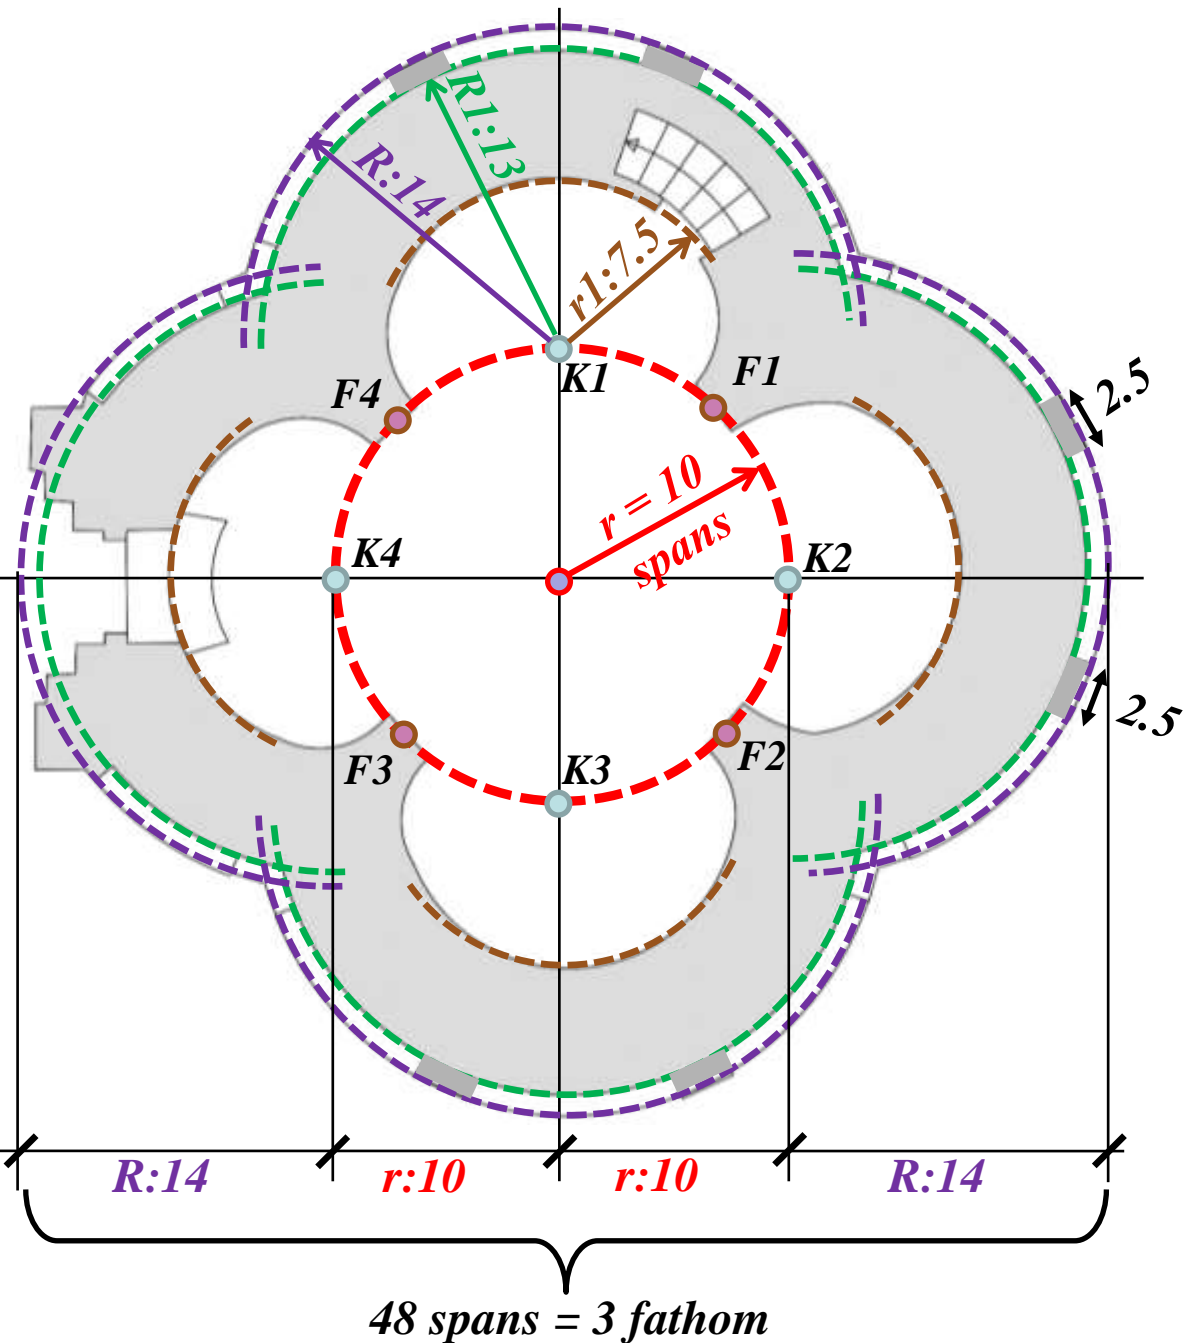 R1:13
R:14
r1:7.5
K1
F1
F4
2.5
r = 10
spans
K4
K2
2.5
F3
K3
F2
R:14
r:10
r:10
R:14
48 spans = 3 fathom